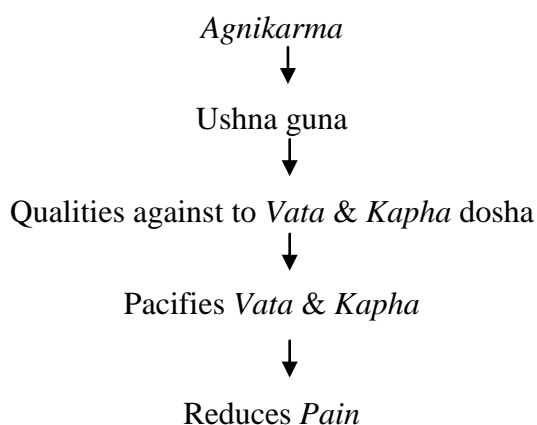 Agnikarma
Ushna guna
Qualities against to Vata & Kapha dosha
Pacifies Vata & Kapha
Reduces Pain